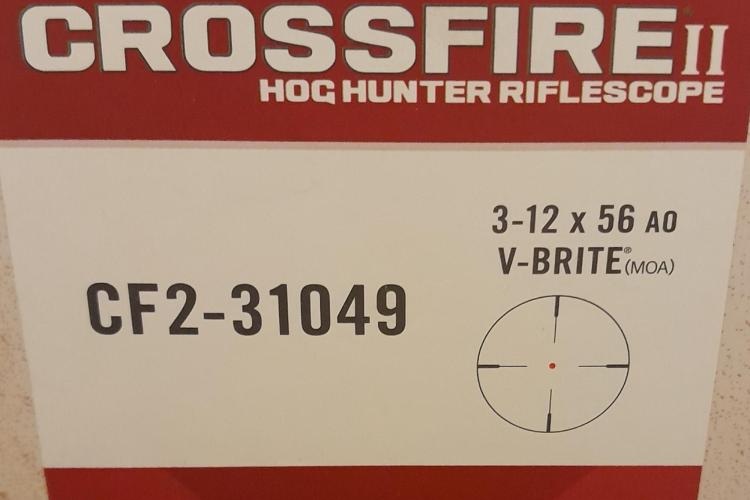 CROSSFIRE II
HOG HUNTER RIFLESCOPE
3-12 x 56 AO
V-BRITE® (MOA)
CF2-31049